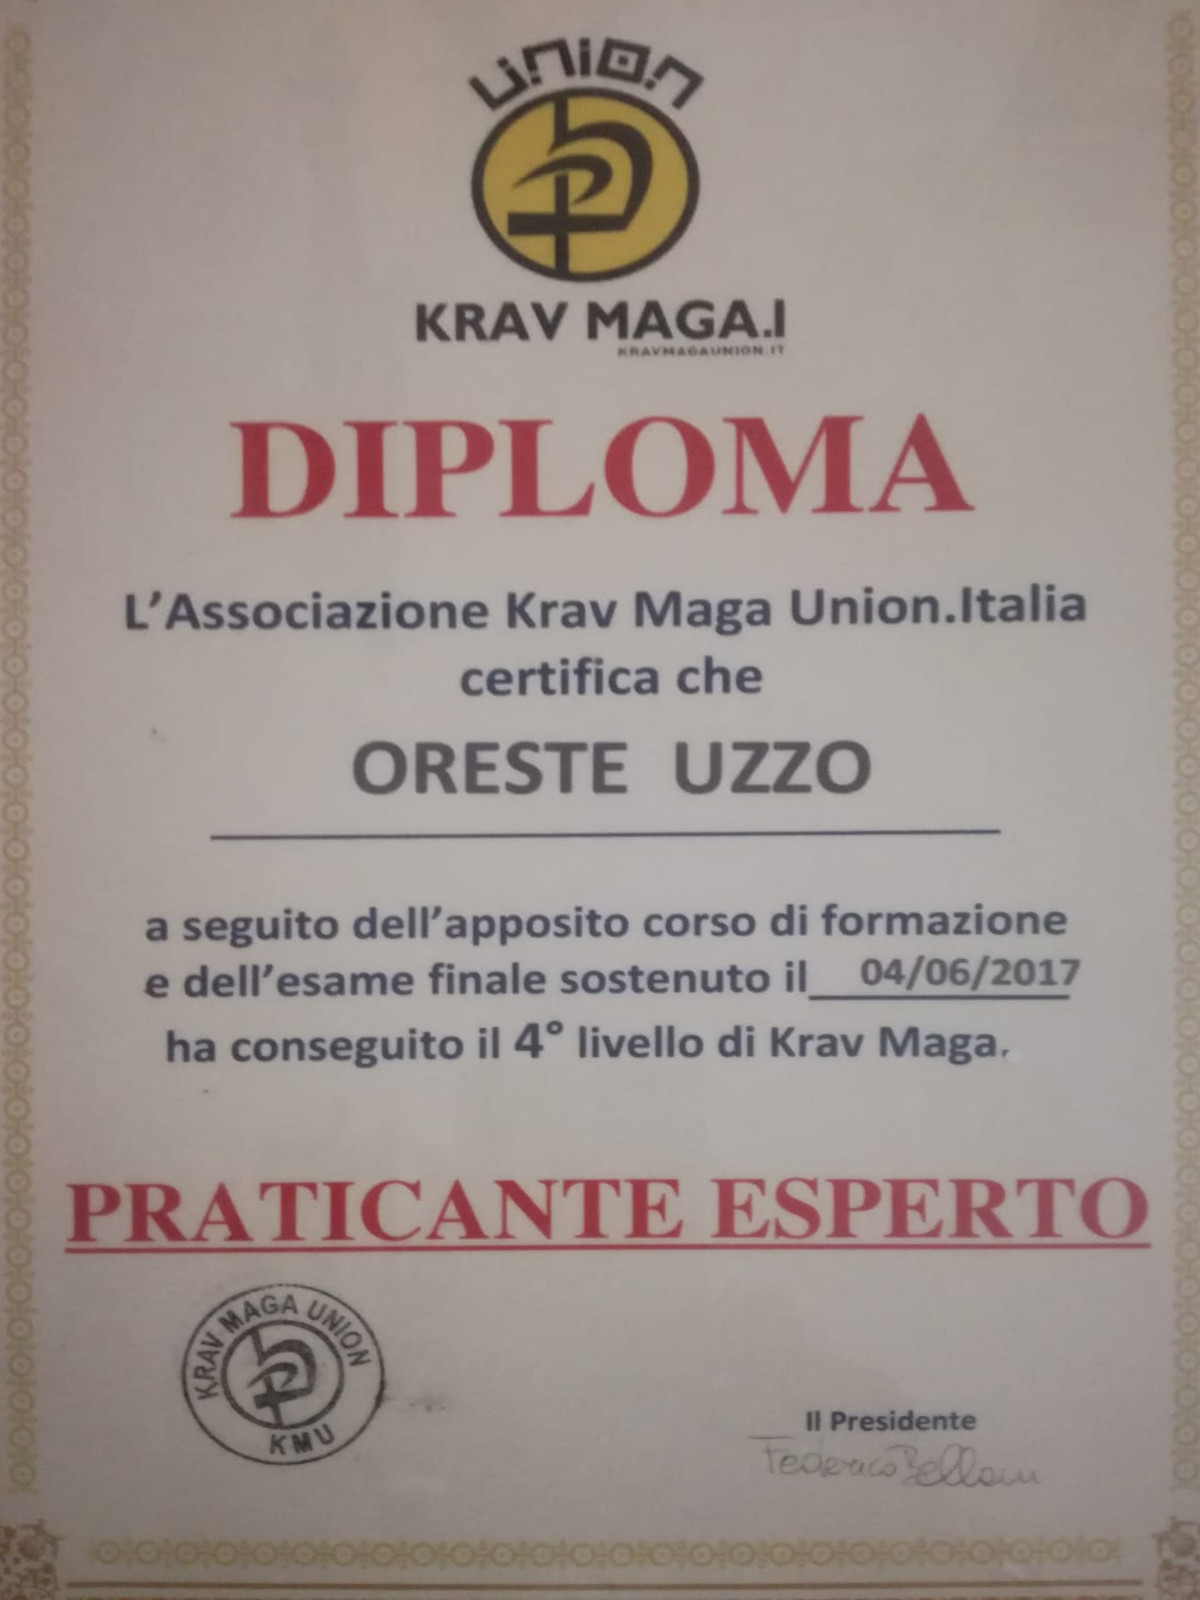 UNION
KRAV MAGA.I
KRAVMAGAUNION.IT
DIPLOMA
L'Associazione Krav Maga Union.Italia
certifica che
ORESTE UZZO
a seguito dell'apposito corso di formazione
e dell'esame finale sostenuto il 04/06/2017
ha conseguito il 4° livello di Krav Maga.
PRATICANTE ESPERTO
KRAV MAGA UNION
KMU
Il Presidente
Federico